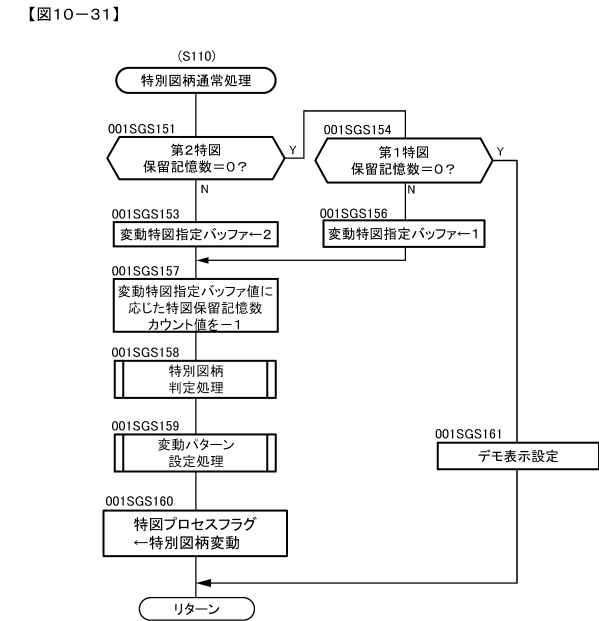 【図10－31】
(S110)
特別図柄通常処理
001SGS151
第2特図
保留記憶数＝0？
Y
N
001SGS154
第1特図
保留記憶数＝0？
Y
N
001SGS153
変動特図指定バッファ←2
001SGS156
変動特図指定バッファ←1
001SGS157
変動特図指定バッファ値に
応じた特図保留記憶数
カウント値を－1
001SGS158
特別図柄
判定処理
001SGS159
変動パターン
設定処理
001SGS161
デモ表示設定
001SGS160
特図プロセスフラグ
←特別図柄変動
リターン